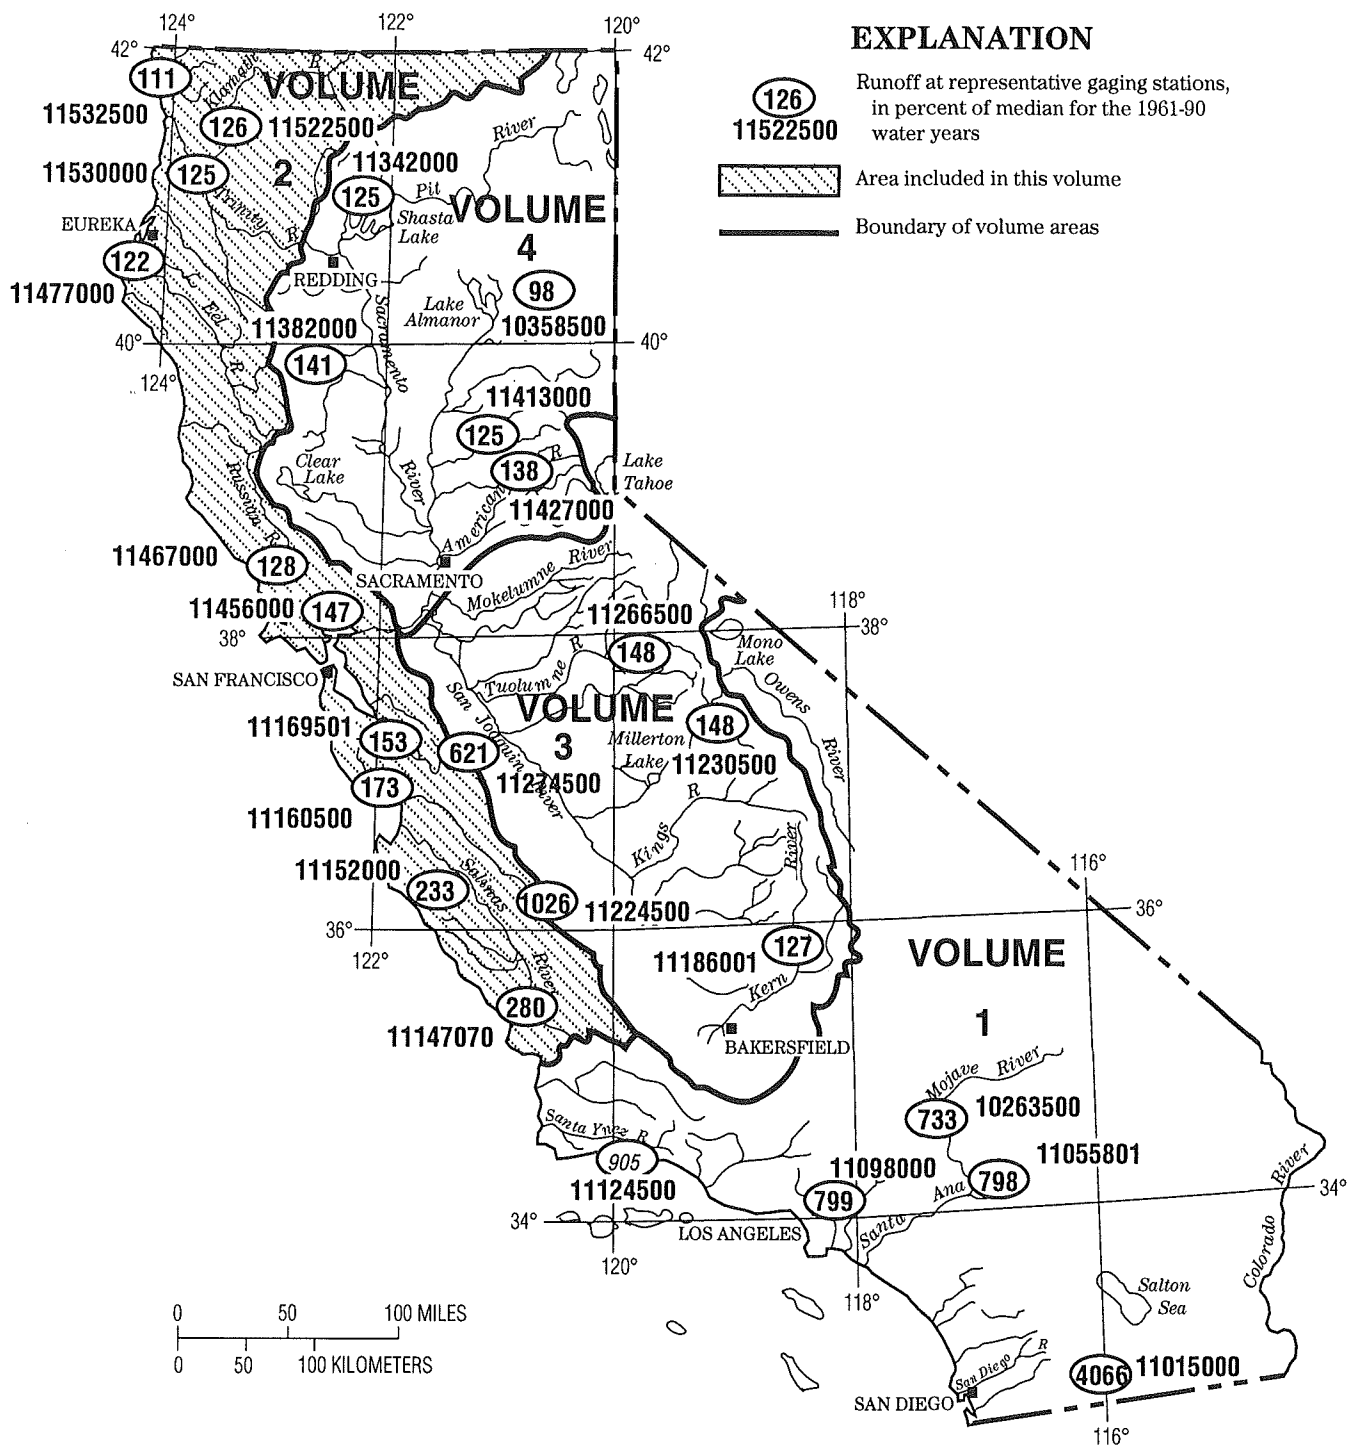 124°
122°
120°
EXPLANATION
42°
42°
111
Klamath
R
VOLUME
126
Runoff at representative gaging stations,
in percent of median for the 1961-90
water years
11522500
11532500
126
11522500
River
11530000
125
2
11342000
Area included in this volume
Trinity
R
125
Pit
Shasta
Lake
VOLUME
4
EUREKA
Boundary of volume areas
122
REDDING
11477000
98
Eel
R
Sacramento
River
Lake
Almanor
10358500
11382000
40°
40°
141
124°
11413000
125
Clear
Lake
138
American
R
Lake
Tahoe
11427000
Russian
R
11467000
128
SACRAMENTO
Mokelumne River
118°
11456000
147
11266500
38°
38°
148
Mono
Lake
SAN FRANCISCO
Tuolumne
R
Owens
River
San Joaquin River
VOLUME
3
148
11169501
153
621
Millerton
Lake
11230500
11274500
173
11160500
R
Kings
River
116°
11152000
233
Salinas
River
1026
11224500
36°
36°
122°
127
VOLUME
1
11186001
Kern
280
11147070
BAKERSFIELD
Mojave River
733
10263500
Santa Ynez R
905
11124500
11055801
11098000
799
Santa Ana
798
River
Colorado
34°
34°
LOS ANGELES
120°
118°
Salton
Sea
0 50 100 MILES
0 50 100 KILOMETERS
San Diego
R
4066
11015000
SAN DIEGO
116°